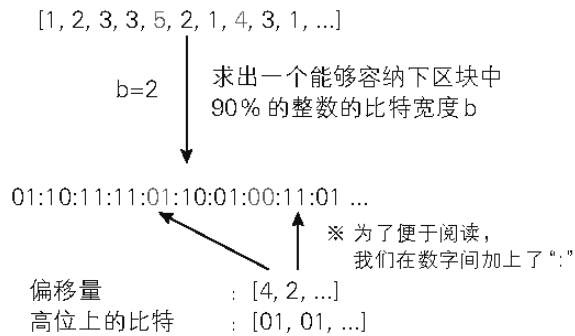 [1, 2, 3, 3, 5, 2, 1, 4, 3, 1, ...]
b=2
求出一个能够容纳下区块中
90%的整数的比特宽度b
01:10:11:11:01:10:01:00:11:01 ...
※ 为了便于阅读，
我们在数字间加上了“:”
偏移量 : [4, 2, ...]
高位上的比特 : [01, 01, ...]